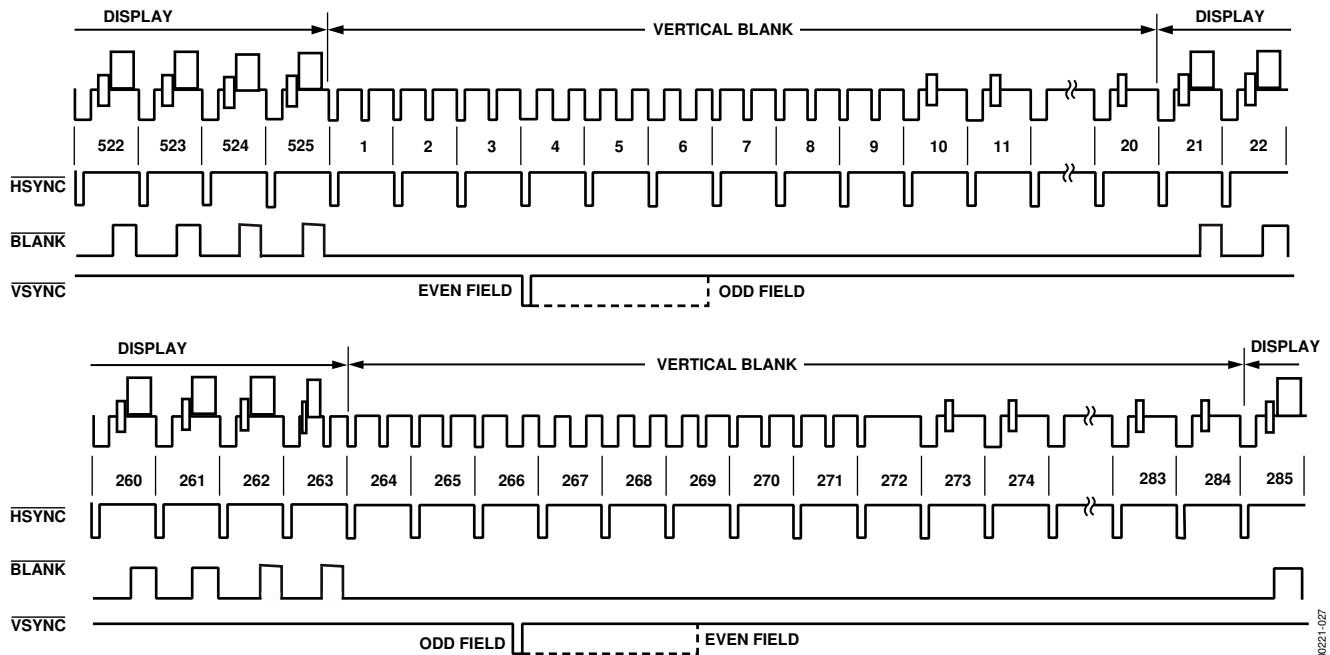 DISPLAY VERTICAL BLANK DISPLAY
522 523 524 525 1 2 3 4 5 6 7 8 9 10 11 20 21 22
HSYNC
BLANK
VSYNC EVEN FIELD ODD FIELD
DISPLAY VERTICAL BLANK DISPLAY
260 261 262 263 264 265 266 267 268 269 270 271 272 273 274 283 284 285
HSYNC
BLANK
VSYNC ODD FIELD EVEN FIELD
00221-027